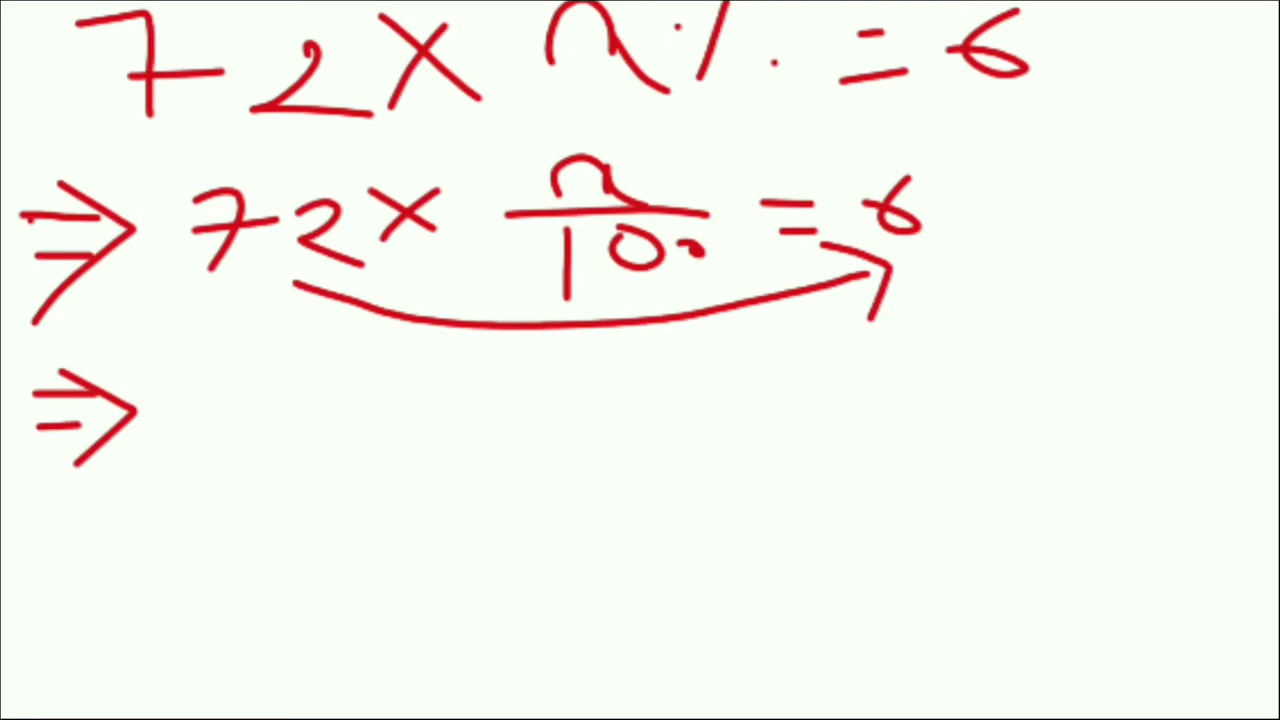 72 × n % = 6
⇒ 72 × n/100 = 6
⇒